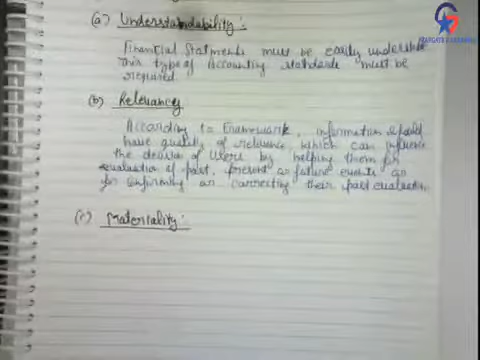 (a) Understandability :
Financial Statments must be easily understable
This type of Accounting standards must be
required
(b) Relevancy
According to Framework, information should
have quality of relevance which can influence
the decision of Users by helping them for
evaluation of past, present or future events or
for confirming or correcting their past evaluation.
(c) Materiality :